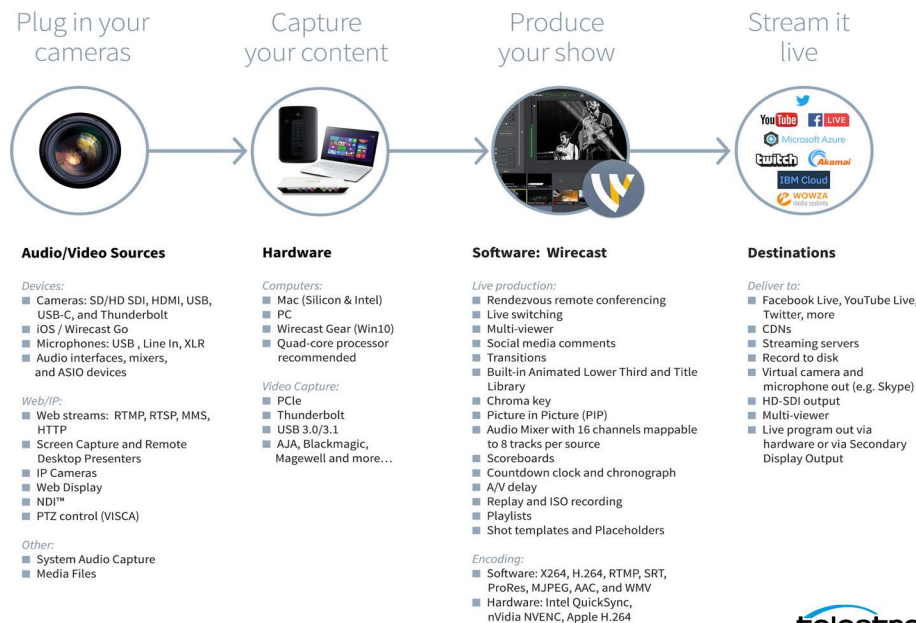 Plug in your
cameras
Capture
your content
Produce
your show
Stream it
live
YouTube
f LIVE
Microsoft Azure
twitch
Akamai
IBM Cloud
WOWZA
media systems
Audio/Video Sources
Devices:
Cameras: SD/HD SDI, HDMI, USB,
USB-C, and Thunderbolt
iOS / Wirecast Go
Microphones: USB , Line In, XLR
Audio interfaces, mixers,
and ASIO devices
Web/IP:
Web streams: RTMP, RTSP, MMS,
HTTP
Screen Capture and Remote
Desktop Presenters
IP Cameras
Web Display
NDI™
PTZ control (VISCA)
Other:
System Audio Capture
Media Files
Hardware
Computers:
Mac (Silicon & Intel)
PC
Wirecast Gear (Win10)
Quad-core processor
recommended
Video Capture:
PCIe
Thunderbolt
USB 3.0/3.1
AJA, Blackmagic,
Magewell and more…
Software: Wirecast
Live production:
Rendezvous remote conferencing
Live switching
Multi-viewer
Social media comments
Transitions
Built-in Animated Lower Third and Title
Library
Chroma key
Picture in Picture (PIP)
Audio Mixer with 16 channels mappable
to 8 tracks per source
Scoreboards
Countdown clock and chronograph
A/V delay
Replay and ISO recording
Playlists
Shot templates and Placeholders
Encoding:
Software: X264, H.264, RTMP, SRT,
ProRes, MJPEG, AAC, and WMV
Hardware: Intel QuickSync,
nVidia NVENC, Apple H.264
Destinations
Deliver to:
Facebook Live, YouTube Live,
Twitter, more
CDNs
Streaming servers
Record to disk
Virtual camera and
microphone out (e.g. Skype)
HD-SDI output
Multi-viewer
Live program out via
hardware or via Secondary
Display Output